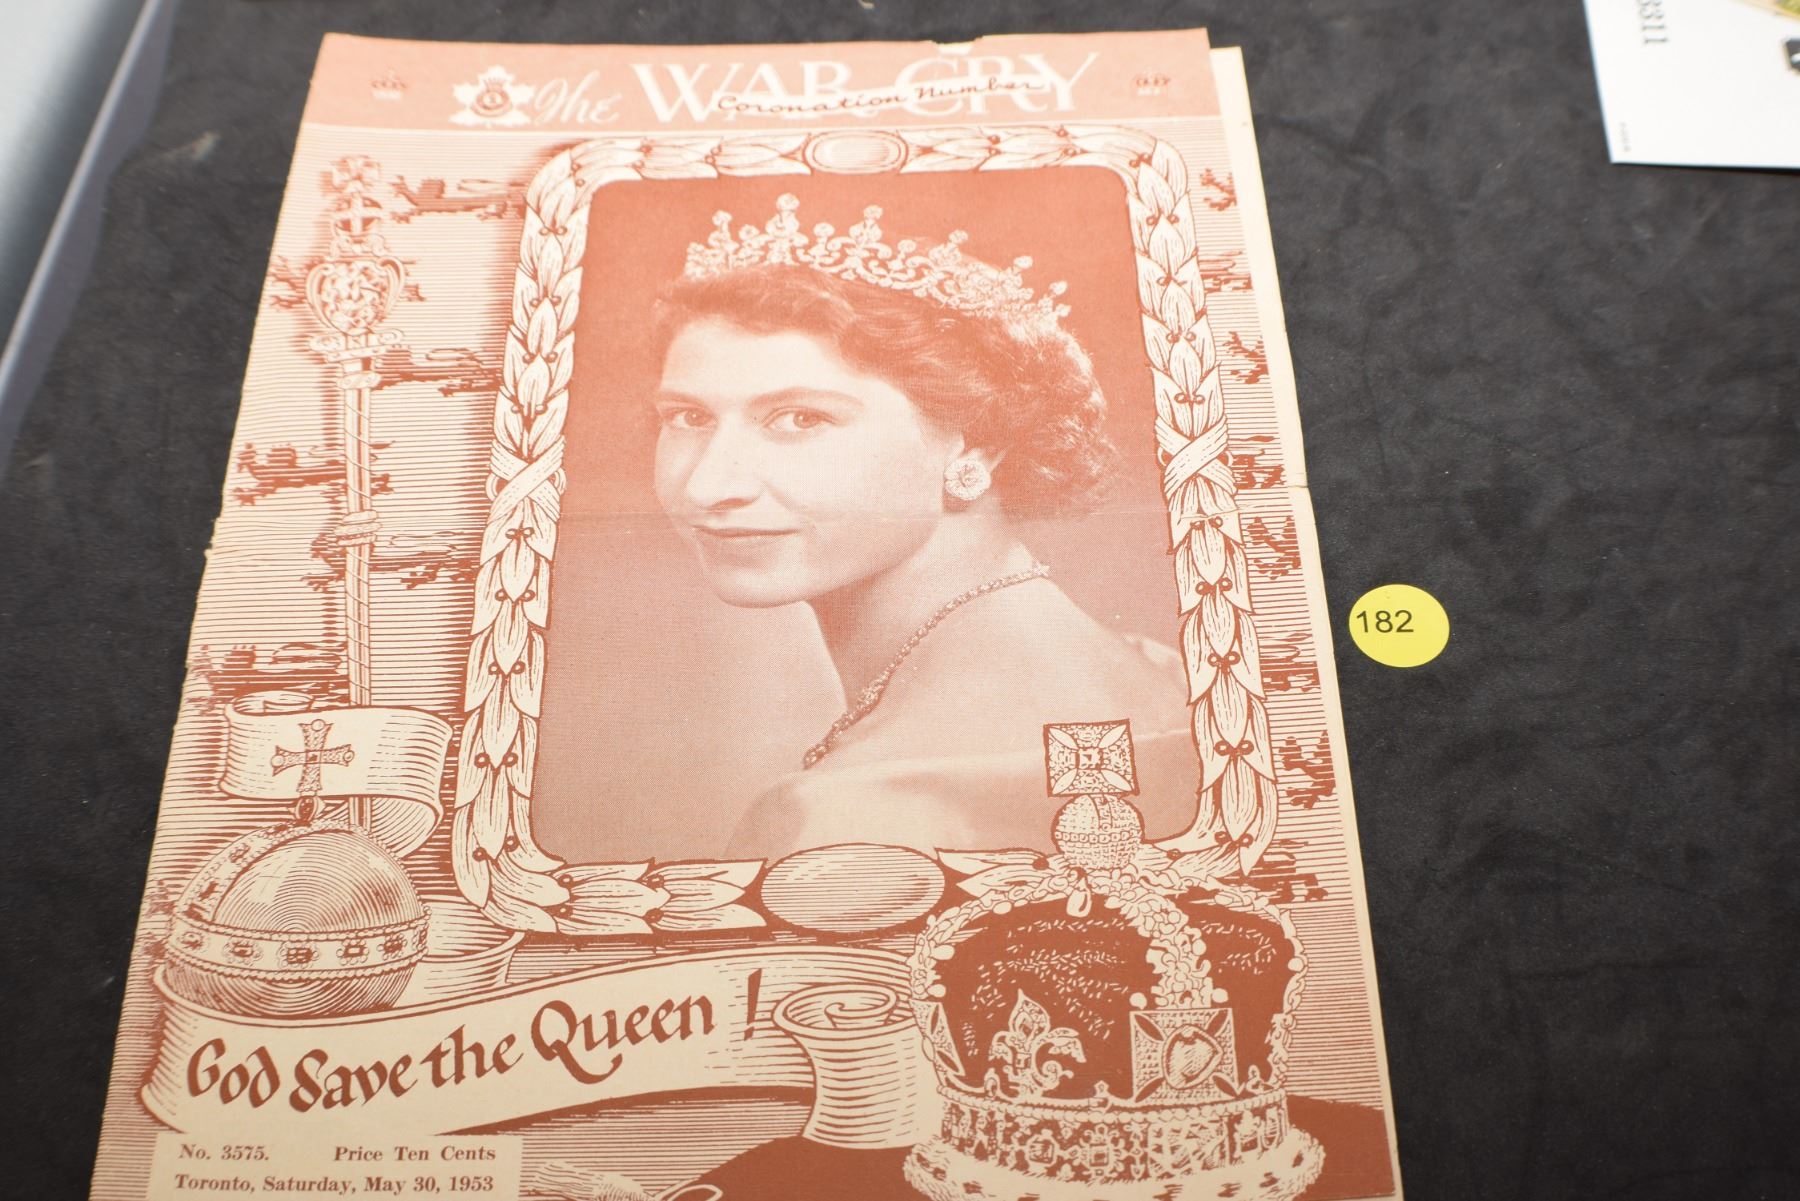 The WAR CRY
Coronation Number
God Save the Queen!
No. 3575. Price Ten Cents
Toronto, Saturday, May 30, 1953
182